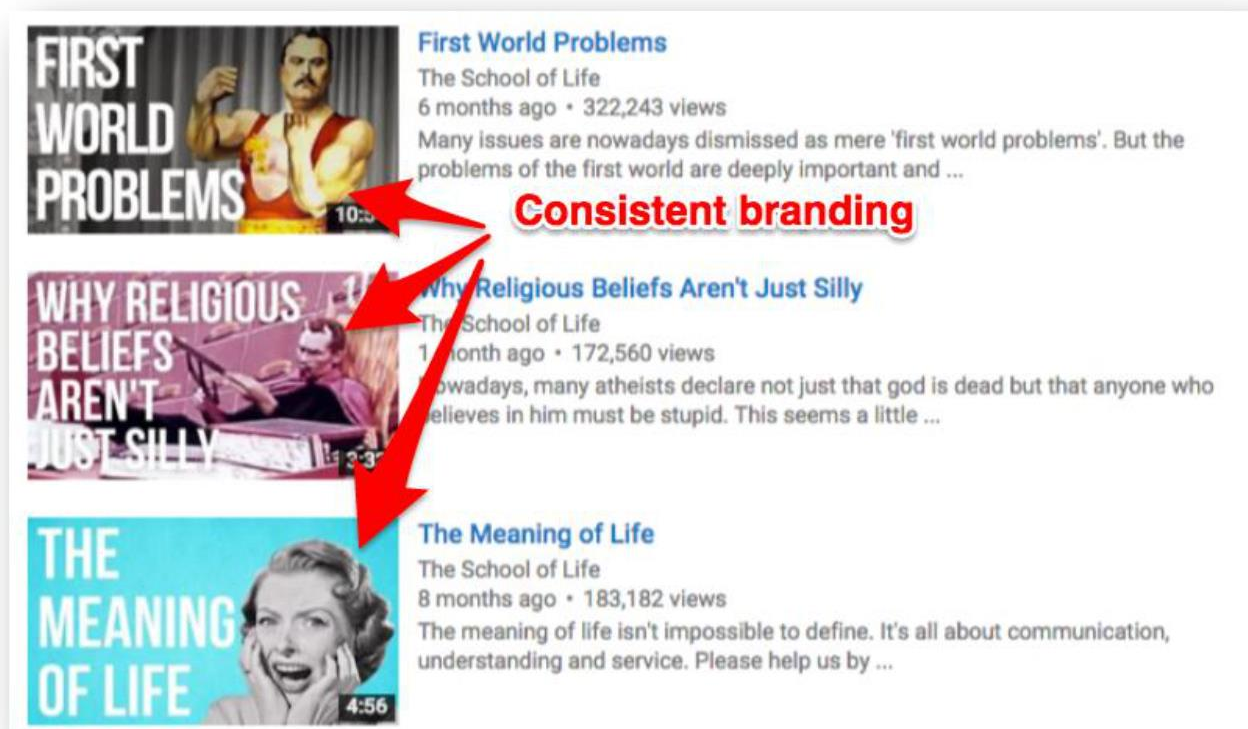 FIRST
WORLD
PROBLEMS
First World Problems
The School of Life
6 months ago • 322,243 views
Many issues are nowadays dismissed as mere 'first world problems'. But the
problems of the first world are deeply important and ...
Consistent branding
WHY RELIGIOUS
BELIEFS
AREN'T
JUST SILLY
Why Religious Beliefs Aren't Just Silly
The School of Life
month ago • 172,560 views
many atheists declare not just that god is dead but that anyone who
in him must be stupid. This seems a little ...
THE
MEANING
OF LIFE
4:56
The Meaning of Life
The School of Life
8 months ago • 183,182 views
The meaning of life isn't impossible to define. It's all about communication,
understanding and service. Please help us by ...